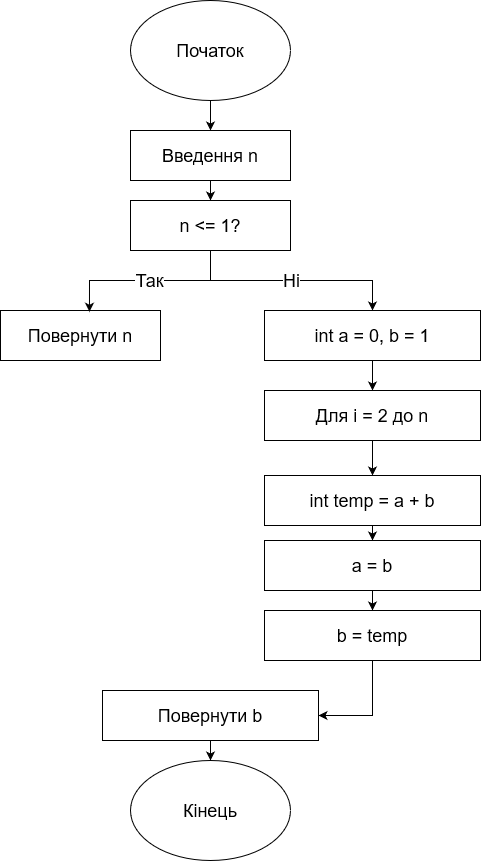 Початок
Введення n
n <= 1?
Так
Ні
Повернути n
int a = 0, b = 1
Для i = 2 до n
int temp = a + b
a = b
b = temp
Повернути b
Кінець